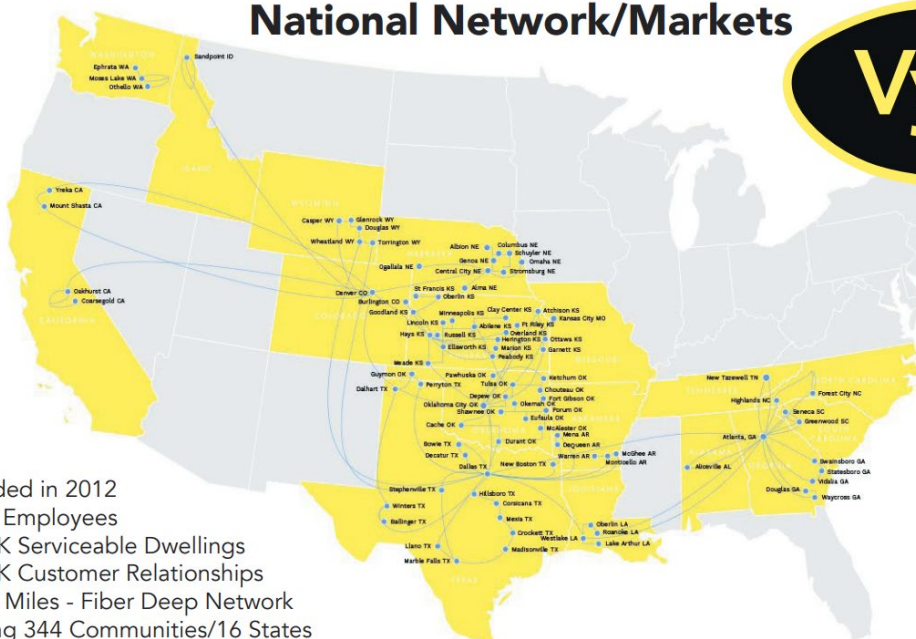 National Network/Markets
Vy
WASHINGTON
Ephrata WA
Moses Lake WA
Othello WA
Sandpoint ID
IDAHO
Yreka CA
Mount Shasta CA
Oakhurst CA
Coarsegold CA
CALIFORNIA
WYOMING
Casper WY
Glenrock WY
Douglas WY
Wheatland WY
Torrington WY
Albion NE
Columbus NE
Schuyler NE
Genoa NE
Omaha NE
Ogallala NE
Central City NE
Stromsburg NE
Denver CO
Burlington CO
COLORADO
St Francis KS
Alma NE
Oberlin KS
Goodland KS
Minneapolis KS
Clay Center KS
Atchison KS
Kansas City MO
Lincoln KS
Abilene KS
Ft Riley KS
Overland KS
Hays KS
Russell KS
Herington KS
Ottawa KS
Ellsworth KS
Marion KS
Garnett KS
Peabody KS
Meade KS
MISSOURI
Guymon OK
Pawhuska OK
Ketchum OK
Dalhart TX
Perryton TX
Tulsa OK
Chouteau OK
Depew OK
Fort Gibson OK
Oklahoma City OK
Okemah OK
Porum OK
Shawnee OK
Eufaula OK
Cache OK
McAlester OK
OKLAHOMA
Mena AR
Bowie TX
Durant OK
DeQueen AR
Decatur TX
Warren AR
McGhee AR
Monticello AR
Dallas TX
New Boston TX
Stephenville TX
Hillsboro TX
Winters TX
Corsicana TX
Ballinger TX
Mexia TX
Crockett TX
Llano TX
Madisonville TX
Marble Falls TX
TEXAS
LOUISIANA
Oberlin LA
Roanoke LA
Westlake LA
Lake Arthur LA
New Tazewell TN
TENNESSEE
NORTH CAROLINA
Highlands NC
Forest City NC
Seneca SC
Greenwood SC
CAROLINA
Atlanta, GA
ALABAMA
GEORGIA
Aliceville AL
Swainsboro GA
Statesboro GA
Vidalia GA
Douglas GA
Waycross GA
ded in 2012
Employees
K Serviceable Dwellings
K Customer Relationships
Miles - Fiber Deep Network
ng 344 Communities/16 States